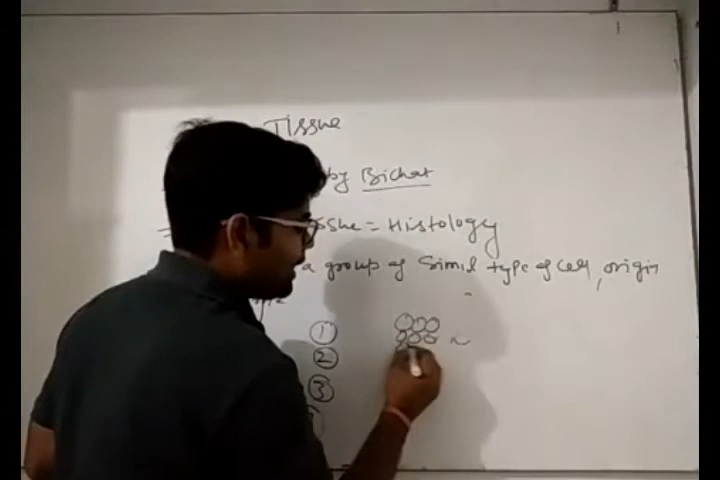 Tissue
by Bichat
ssue = Histology
a group of Simil type of cell, origin
①
②
③